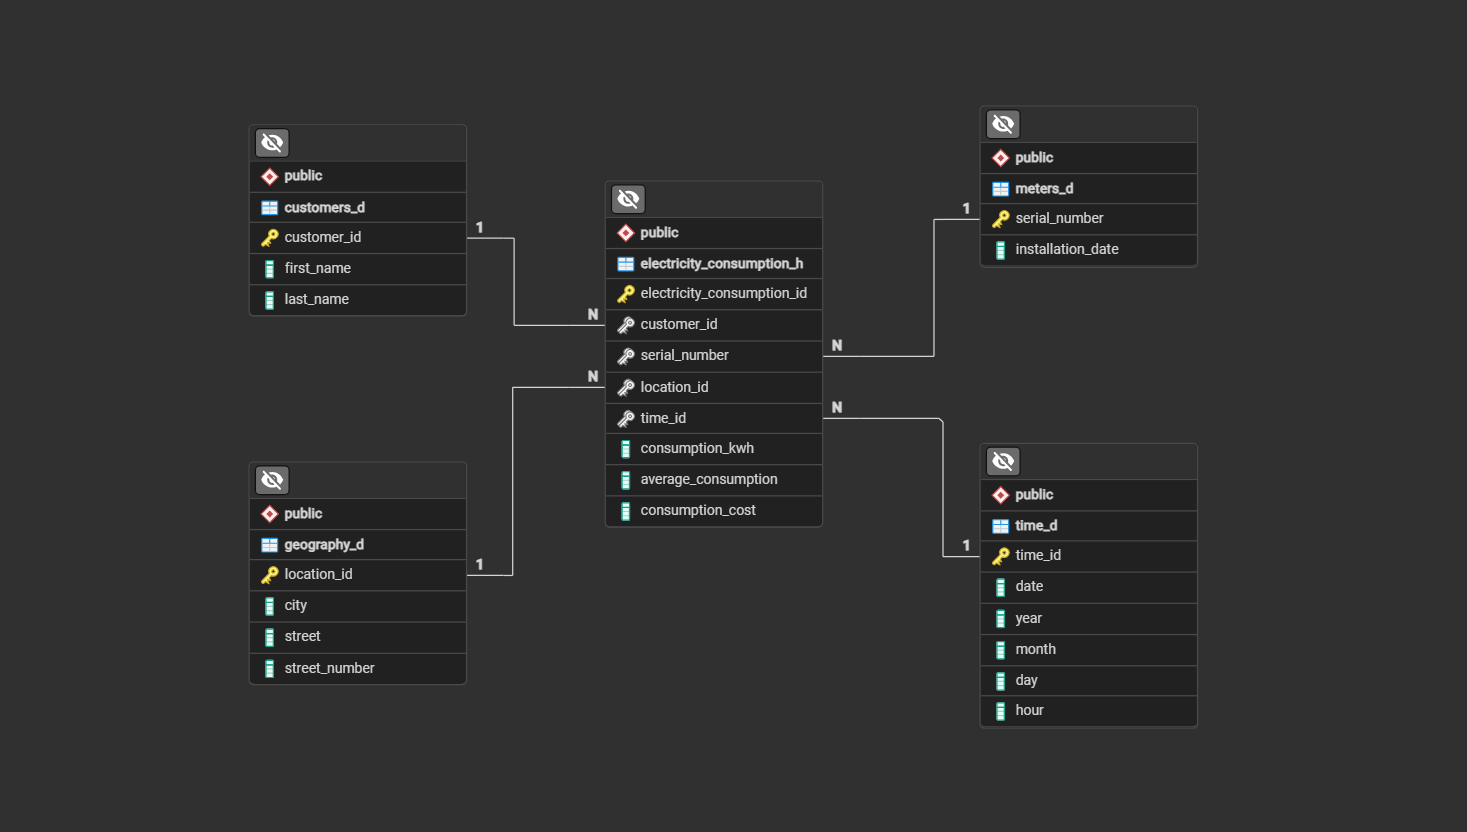 public
customers_d
customer_id
first_name
last_name
1
N
public
geography_d
location_id
city
street
street_number
1
N
public
electricity_consumption_h
electricity_consumption_id
customer_id
serial_number
location_id
time_id
consumption_kwh
average_consumption
consumption_cost
N
1
public
meters_d
serial_number
installation_date
N
1
public
time_d
time_id
date
year
month
day
hour